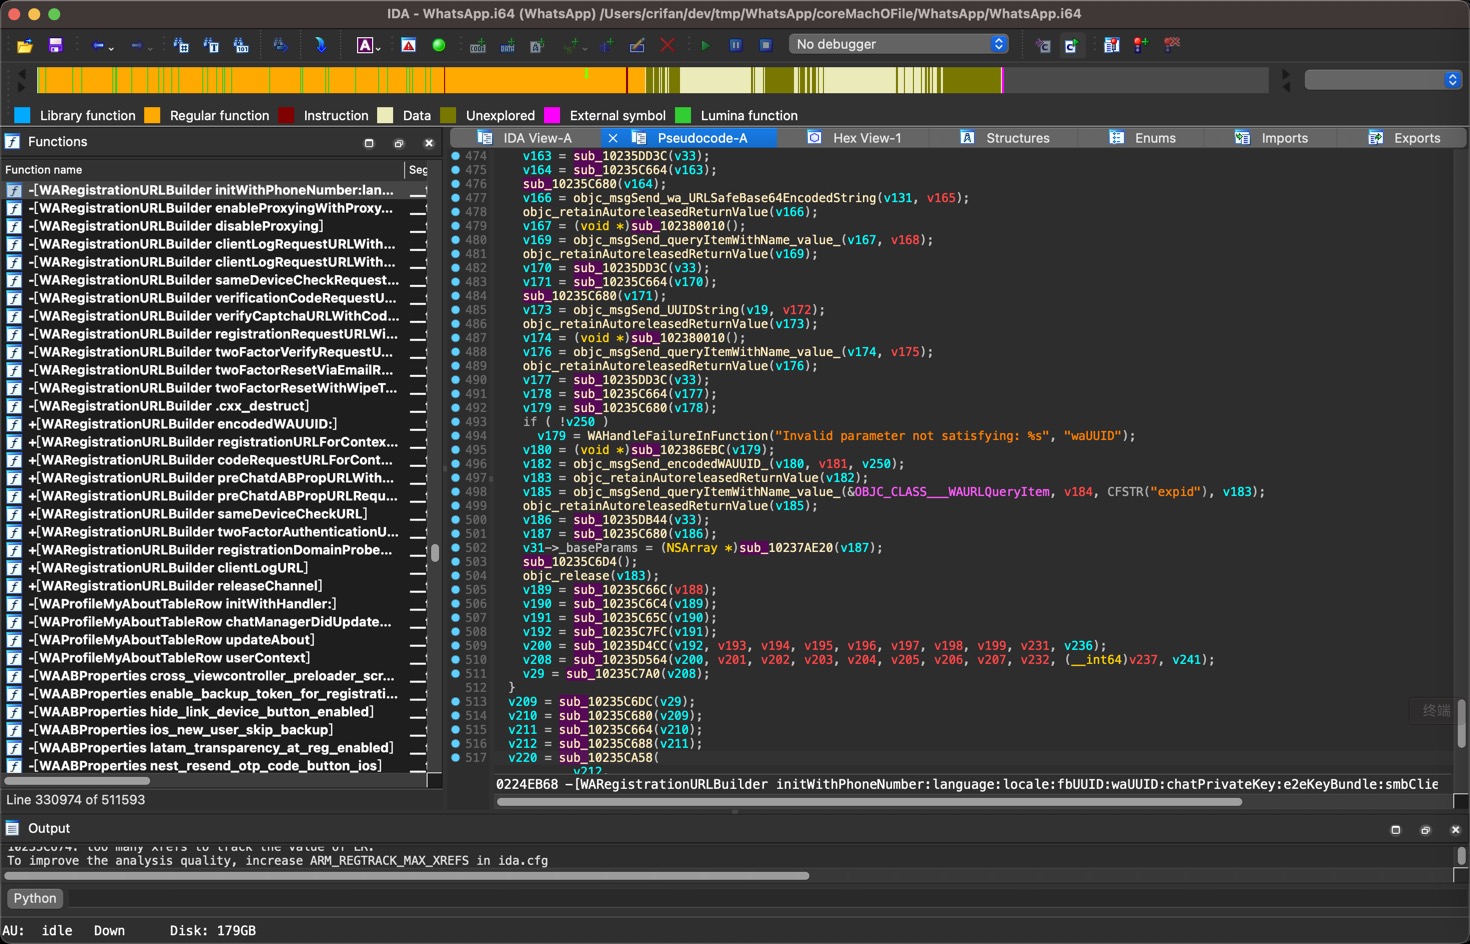 IDA - WhatsApp.i64 (WhatsApp) /Users/crifan/dev/tmp/WhatsApp/coreMachOFile/WhatsApp/WhatsApp.i64
No debugger
Library function Regular function Instruction Data Unexplored External symbol Lumina function
Functions
IDA View-A Pseudocode-A Hex View-1 Structures Enums Imports Exports
Function name Seg
-[WARegistrationURLBuilder initWithPhoneNumber:lan...
-[WARegistrationURLBuilder enableProxyingWithProxy...
-[WARegistrationURLBuilder disableProxying]
-[WARegistrationURLBuilder clientLogRequestURLWith...
-[WARegistrationURLBuilder clientLogRequestURLWith...
-[WARegistrationURLBuilder sameDeviceCheckRequest...
-[WARegistrationURLBuilder verificationCodeRequestU...
-[WARegistrationURLBuilder verifyCaptchaURLWithCod...
-[WARegistrationURLBuilder registrationRequestURLWi...
-[WARegistrationURLBuilder twoFactorVerifyRequestU...
-[WARegistrationURLBuilder twoFactorResetViaEmailR...
-[WARegistrationURLBuilder twoFactorResetWithWipeT...
-[WARegistrationURLBuilder .cxx_destruct]
+[WARegistrationURLBuilder encodedWAUUID:]
+[WARegistrationURLBuilder registrationURLForContex...
+[WARegistrationURLBuilder codeRequestURLForCont...
+[WARegistrationURLBuilder preChatdABPropURLWith...
+[WARegistrationURLBuilder preChatdABPropURLRequ...
+[WARegistrationURLBuilder sameDeviceCheckURL]
+[WARegistrationURLBuilder twoFactorAuthenticationU...
+[WARegistrationURLBuilder registrationDomainProbe...
+[WARegistrationURLBuilder clientLogURL]
+[WARegistrationURLBuilder releaseChannel]
-[WAProfileMyAboutTableRow initWithHandler:]
-[WAProfileMyAboutTableRow chatManagerDidUpdate...
-[WAProfileMyAboutTableRow updateAbout]
-[WAProfileMyAboutTableRow userContext]
-[WAABProperties cross_viewcontroller_preloader_scr...
-[WAABProperties enable_backup_token_for_registrati...
-[WAABProperties hide_link_device_button_enabled]
-[WAABProperties ios_new_user_skip_backup]
-[WAABProperties latam_transparency_at_reg_enabled]
-[WAABProperties nest_resend_otp_code_button_ios]
Line 330974 of 511593
474 v163 = sub_10235DD3C(v33);
475 v164 = sub_10235C664(v163);
476 sub_10235C680(v164);
477 v166 = objc_msgSend_wa_URLSafeBase64EncodedString(v131, v165);
478 objc_retainAutoreleasedReturnValue(v166);
479 v167 = (void *)sub_102380010();
480 v169 = objc_msgSend_queryItemWithName_value_(v167, v168);
481 objc_retainAutoreleasedReturnValue(v169);
482 v170 = sub_10235DD3C(v33);
483 v171 = sub_10235C664(v170);
484 sub_10235C680(v171);
485 v173 = objc_msgSend_UUIDString(v19, v172);
486 objc_retainAutoreleasedReturnValue(v173);
487 v174 = (void *)sub_102380010();
488 v176 = objc_msgSend_queryItemWithName_value_(v174, v175);
489 objc_retainAutoreleasedReturnValue(v176);
490 v177 = sub_10235DD3C(v33);
491 v178 = sub_10235C664(v177);
492 v179 = sub_10235C680(v178);
493 if ( !v250 )
494 v179 = WAHandleFailureInFunction("Invalid parameter not satisfying: %s", "waUUID");
495 v180 = (void *)sub_102386EBC(v179);
496 v182 = objc_msgSend_encodedWAUUID_(v180, v181, v250);
497 v183 = objc_retainAutoreleasedReturnValue(v182);
498 v185 = objc_msgSend_queryItemWithName_value_(&OBJC_CLASS___WAURLQueryItem, v184, CFSTR("expid"), v183);
499 objc_retainAutoreleasedReturnValue(v185);
500 v186 = sub_10235DB44(v33);
501 v187 = sub_10235C680(v186);
502 v31->_baseParams = (NSArray *)sub_10237AE20(v187);
503 sub_10235C6D4();
504 objc_release(v183);
505 v189 = sub_10235C66C(v188);
506 v190 = sub_10235C6C4(v189);
507 v191 = sub_10235C65C(v190);
508 v192 = sub_10235C7FC(v191);
509 v200 = sub_10235D4CC(v192, v193, v194, v195, v196, v197, v198, v199, v231, v236);
510 v208 = sub_10235D564(v200, v201, v202, v203, v204, v205, v206, v207, v232, (__int64)v237, v241);
511 v29 = sub_10235C7A0(v208);
512 }
513 v209 = sub_10235C6DC(v29);
514 v210 = sub_10235C680(v209);
515 v211 = sub_10235C664(v210);
516 v212 = sub_10235C688(v211);
517 v220 = sub_10235CA58(
v212,
终端
0224EB68 -[WARegistrationURLBuilder initWithPhoneNumber:language:locale:fbUUID:waUUID:chatPrivateKey:e2eKeyBundle:smbClie
Output
10235C674: too many xrefs to track the value of LR.
To improve the analysis quality, increase ARM_REGTRACK_MAX_XREFS in ida.cfg
Python
AU: idle Down Disk: 179GB